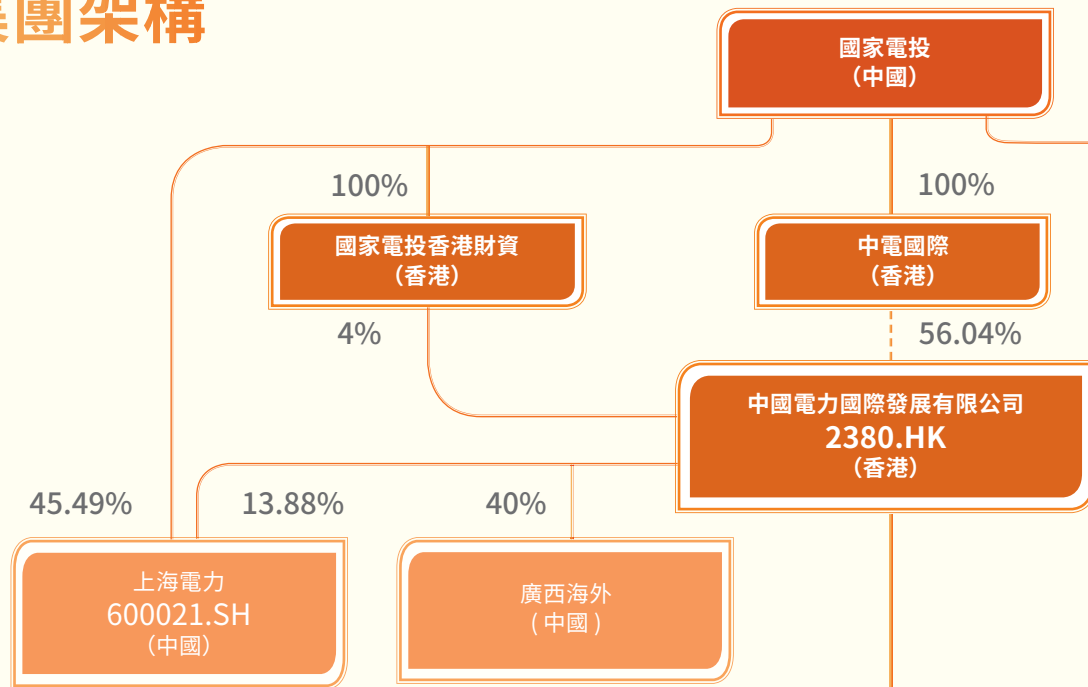 集團架構
國家電投
（中國）
100%
100%
國家電投香港財資
（香港）
中電國際
（香港）
4%
56.04%
中國電力國際發展有限公司
2380.HK
（香港）
45.49%
13.88%
40%
上海電力
600021.SH
（中國）
廣西海外
( 中國 )